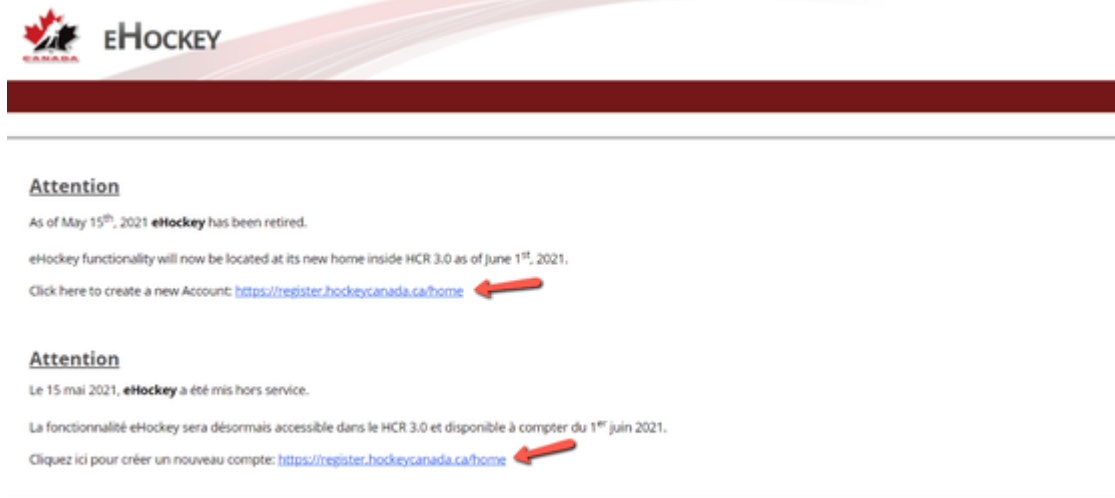 CANADA
eHockey
Attention
As of May 15th, 2021 eHockey has been retired.
eHockey functionality will now be located at its new home inside HCR 3.0 as of June 1st, 2021.
Click here to create a new Account: https://register.hockeycanada.ca/home
Attention
Le 15 mai 2021, eHockey a été mis hors service.
La fonctionnalité eHockey sera désormais accessible dans le HCR 3.0 et disponible à compter du 1er juin 2021.
Cliquez ici pour créer un nouveau compte: https://register.hockeycanada.ca/home